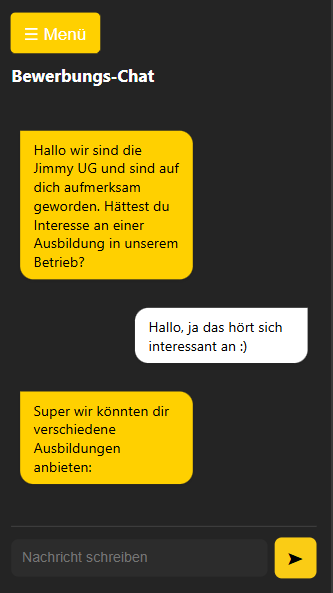 ☰ Menü
Bewerbungs-Chat
Hallo wir sind die
Jimmy UG und sind auf
dich aufmerksam
geworden. Hättest du
Interesse an einer
Ausbildung in unserem
Betrieb?
Hallo, ja das hört sich
interessant an :)
Super wir könnten dir
verschiedene
Ausbildungen
anbieten:
Nachricht schreiben
➤